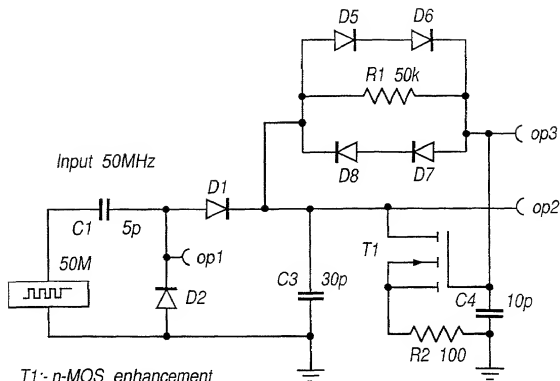 D5 D6
R1 50k
op3
D8 D7
Input 50MHz
D1
op2
C1 5p
op1
T1
50M
C3 30p
D2
C4 10p
R2 100
T1:- n-MOS enhancement